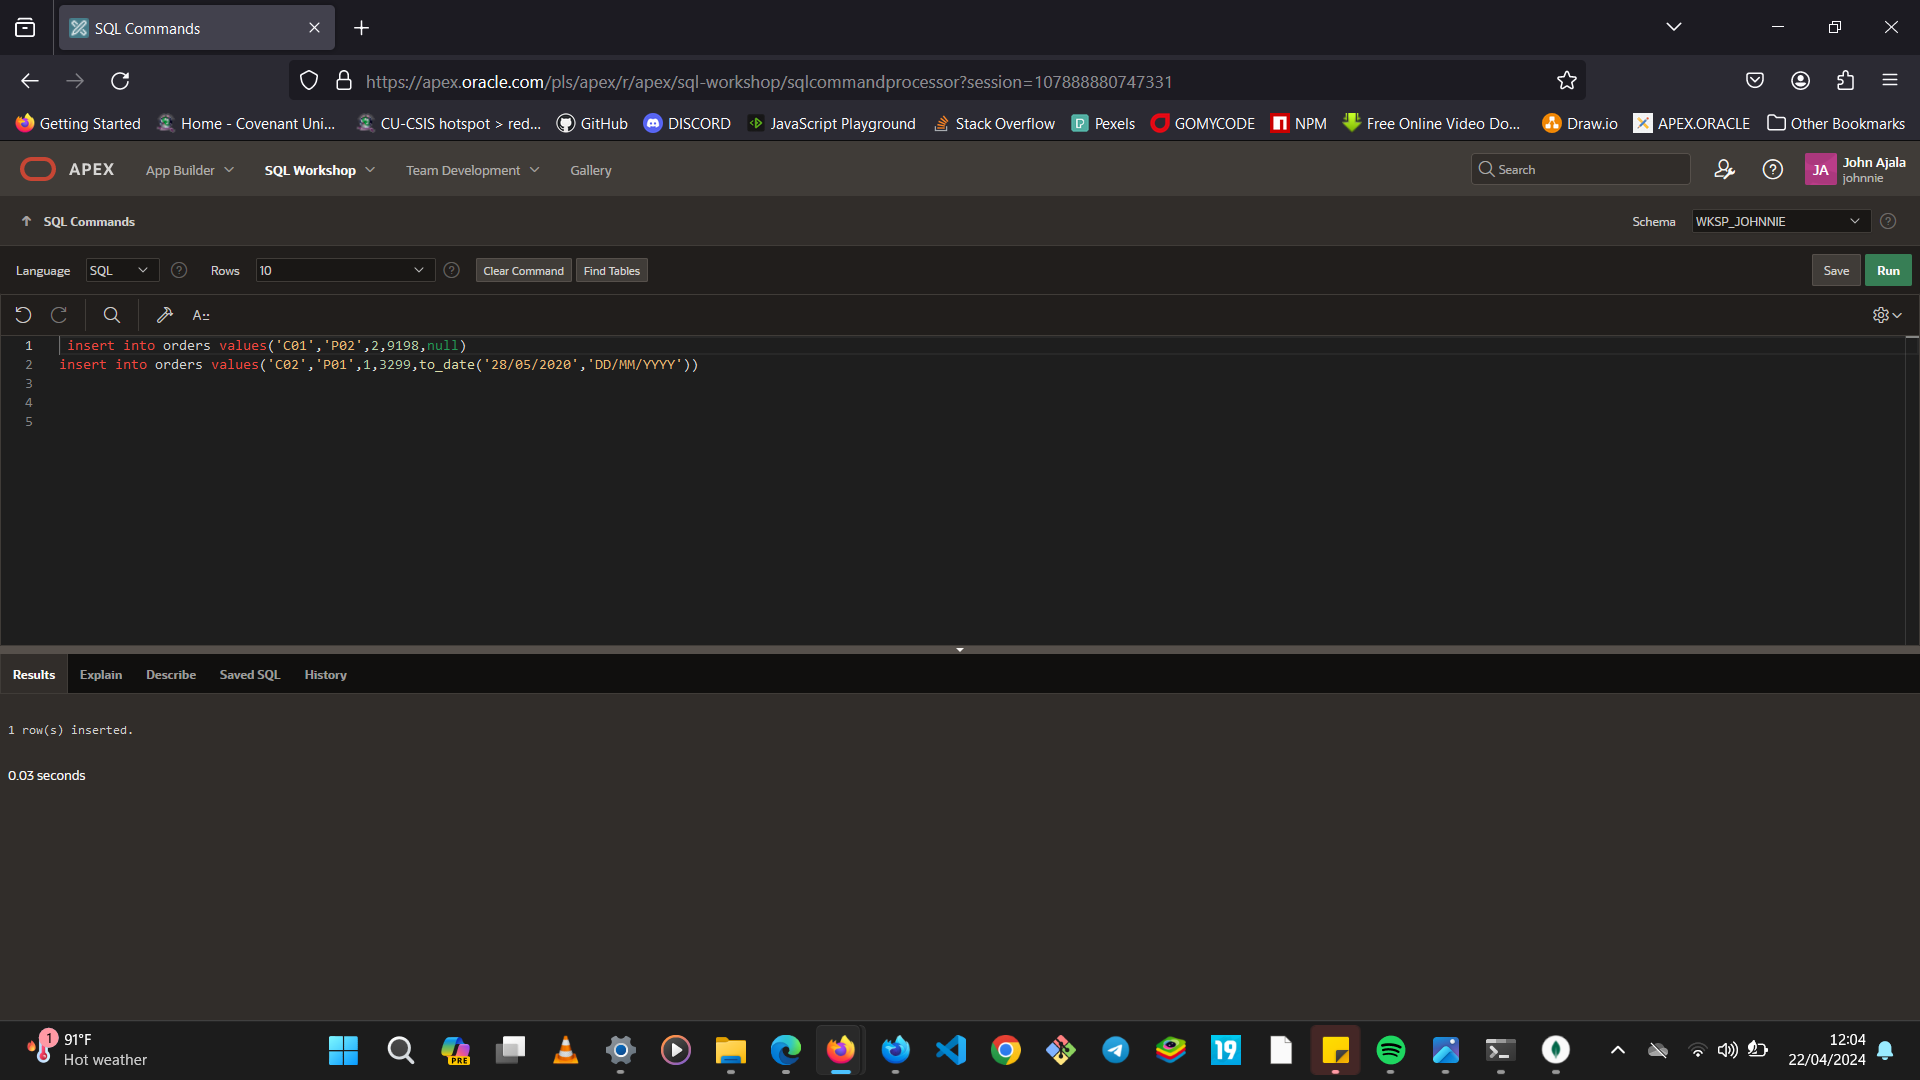 SQL Commands
https://apex.oracle.com/pls/apex/r/apex/sql-workshop/sqlcommandprocessor?session=107888880747331
Getting Started
Home - Covenant Uni...
CU-CSIS hotspot > red...
GitHub
DISCORD
JavaScript Playground
Stack Overflow
Pexels
GOMYCODE
NPM
Free Online Video Do...
Draw.io
APEX.ORACLE
Other Bookmarks
APEX
App Builder
SQL Workshop
Team Development
Gallery
Search
JA
John Ajala
johnnie
SQL Commands
Schema
WKSP_JOHNNIE
Language
SQL
Rows
10
Clear Command
Find Tables
Save
Run
A::
1 insert into orders values('C01','P02',2,9198,null)
2 insert into orders values('C02','P01',1,3299,to_date('28/05/2020','DD/MM/YYYY'))
3
4
5
Results
Explain
Describe
Saved SQL
History
1 row(s) inserted.
0.03 seconds
1
91°F
Hot weather
PRE
19
12:04
22/04/2024